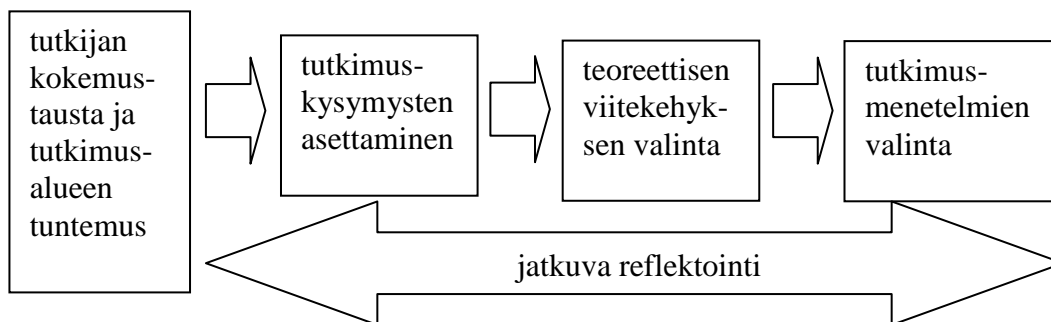 tutkijan
kokemus-
tausta ja
tutkimus-
alueen
tuntemus
tutkimus-
kysymysten
asettaminen
teoreettisen
viitekehyk-
sen valinta
tutkimus-
menetelmien
valinta
jatkuva reflektointi